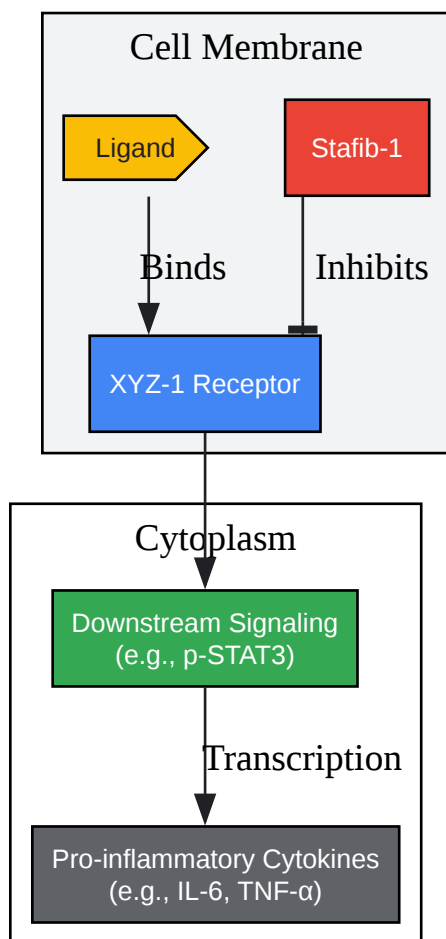 Cell Membrane
Ligand
Stafib-1
Binds
Inhibits
XYZ-1 Receptor
Cytoplasm
Downstream Signaling
(e.g., p-STAT3)
Transcription
Pro-inflammatory Cytokines
(e.g., IL-6, TNF-α)